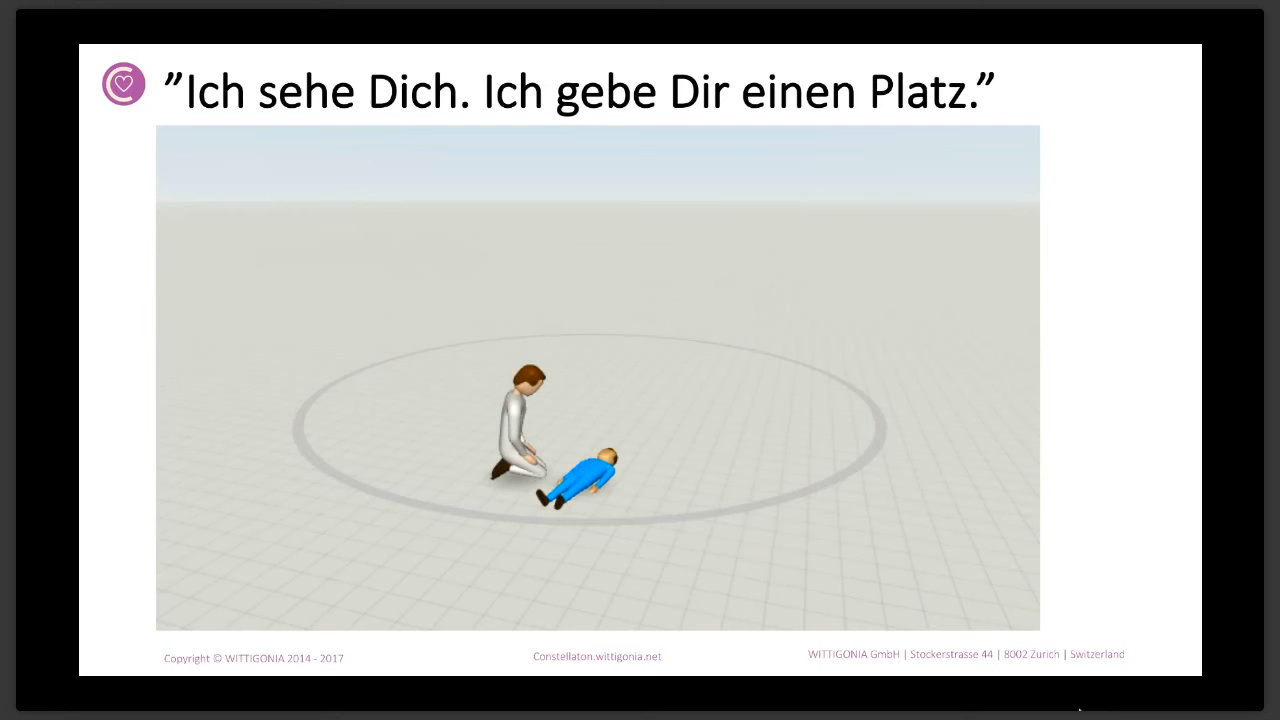 ”Ich sehe Dich. Ich gebe Dir einen Platz.”
Copyright © WITTIGONIA 2014 - 2017
Constellaton.wittigonia.net
WITTIGONIA GmbH | Stockerstrasse 44 | 8002 Zurich | Switzerland